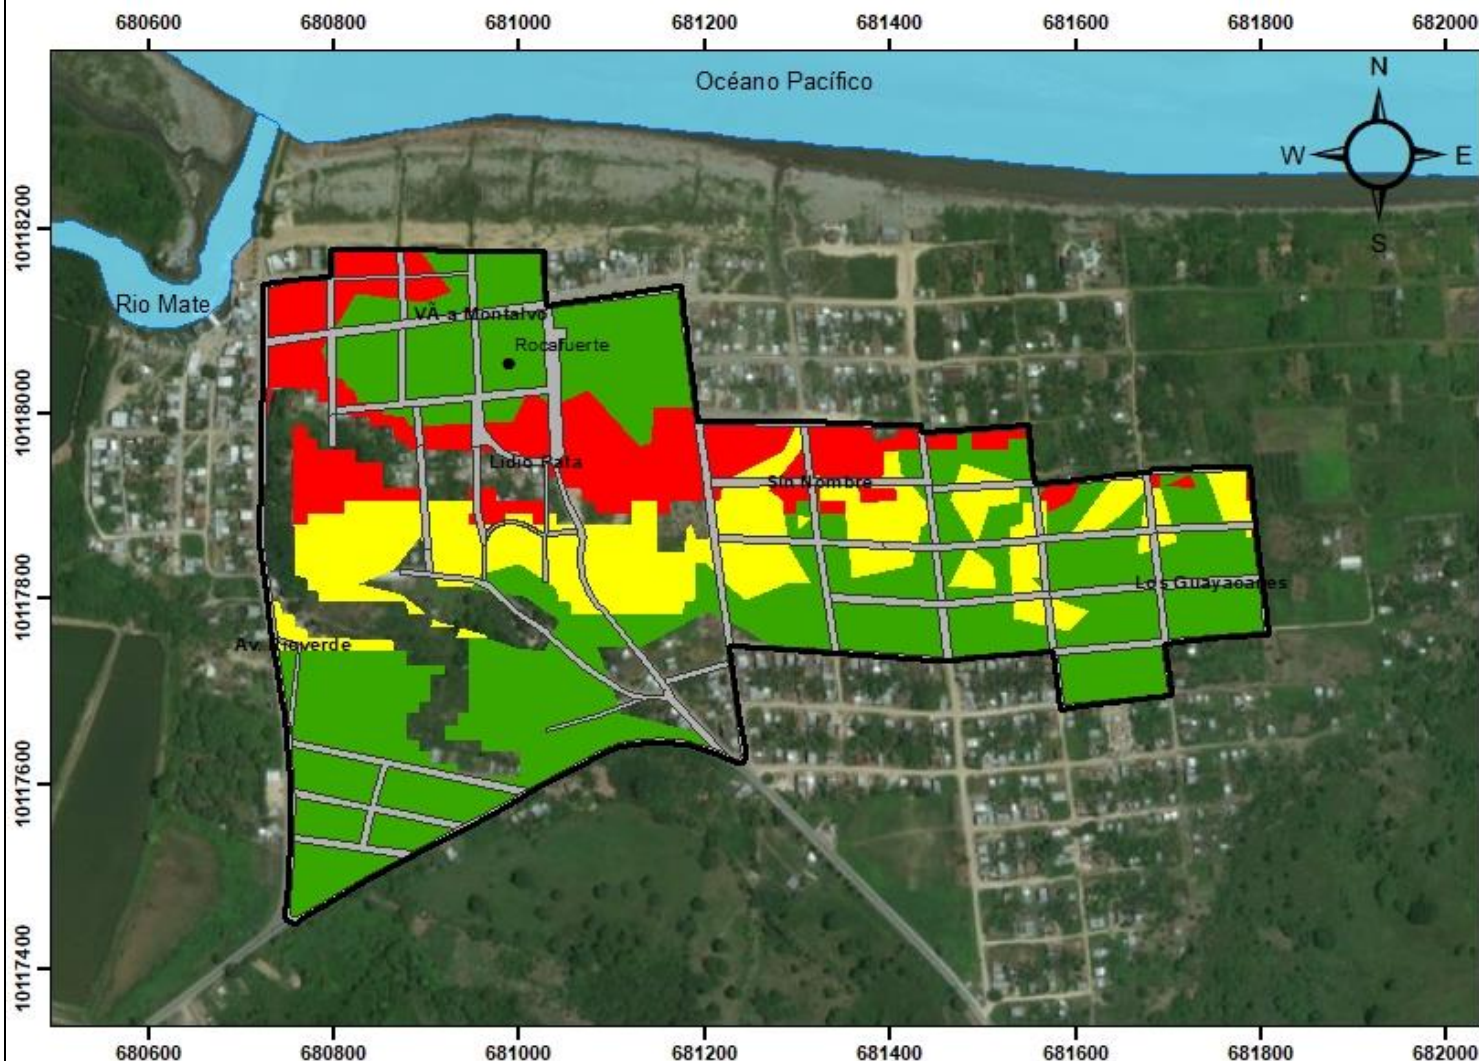 680600 680800 681000 681200 681400 681600 681800 682000
Océano Pacífico
N
W E
S
10118200
Rio Mate
VÃ-a Montalvo
Rocafuerte
10118000
Lidio Rata
Sin Nombre
10117800
Los Guayacanes
Av. Rioverde
10117600
10117400
680600 680800 681000 681200 681400 681600 681800 682000